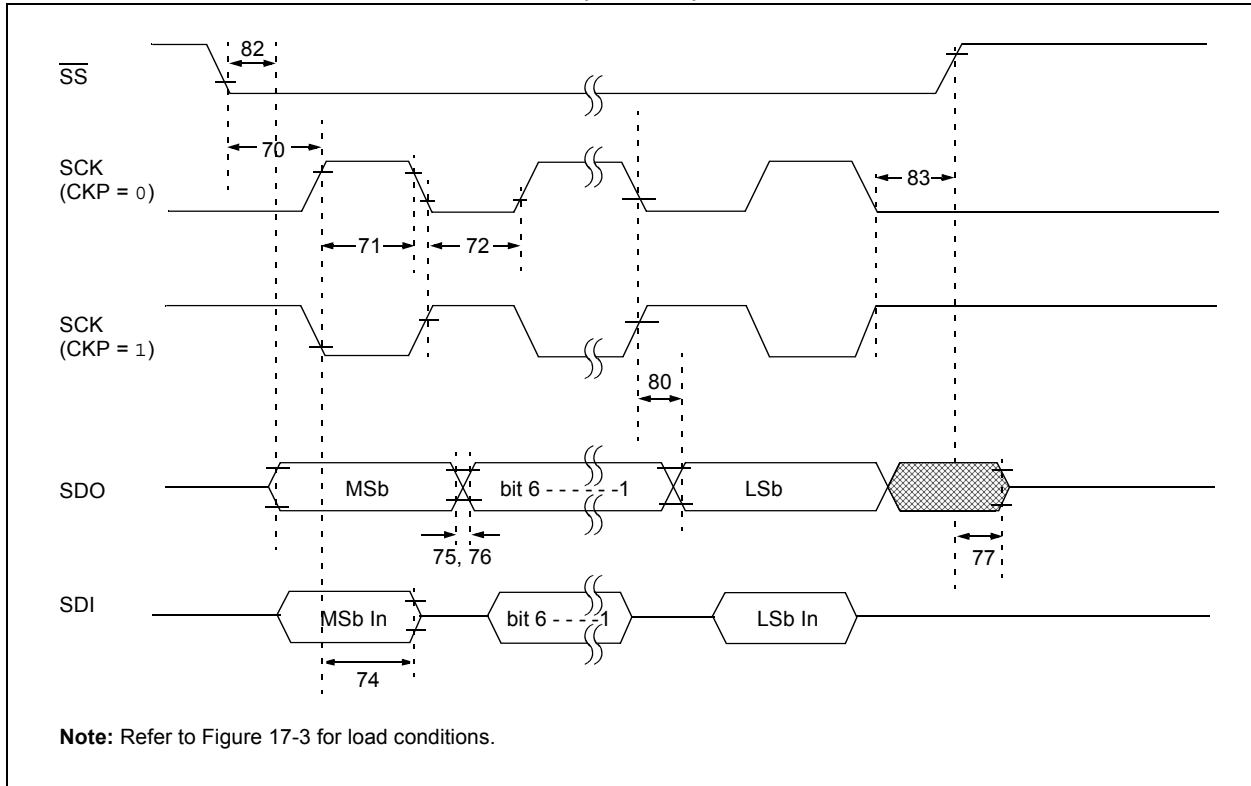 82
SS
70
SCK
(CKP = 0)
83
71
72
SCK
(CKP = 1)
80
SDO
MSb
bit 6 - - - - - - -1
LSb
75, 76
77
SDI
MSb In
bit 6 - - - - -1
LSb In
74
Note: Refer to Figure 17-3 for load conditions.